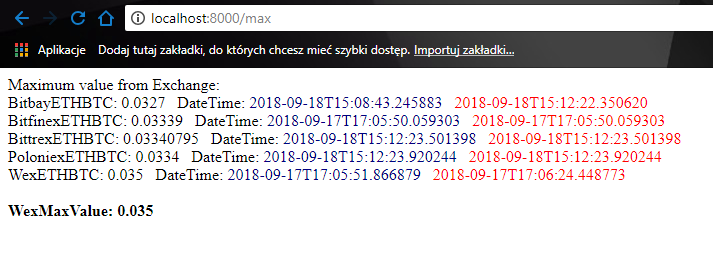 localhost:8000/max
Aplikacje Dodaj tutaj zakładki, do których chcesz mieć szybki dostęp. Importuj zakładki...
Maximum value from Exchange:
BitbayETHBTC: 0.0327 DateTime: 2018-09-18T15:08:43.245883 2018-09-18T15:12:22.350620
BitfinexETHBTC: 0.03339 DateTime: 2018-09-17T17:05:50.059303 2018-09-17T17:05:50.059303
BittrexETHBTC: 0.03340795 DateTime: 2018-09-18T15:12:23.501398 2018-09-18T15:12:23.501398
PoloniexETHBTC: 0.0334 DateTime: 2018-09-18T15:12:23.920244 2018-09-18T15:12:23.920244
WexETHBTC: 0.035 DateTime: 2018-09-17T17:05:51.866879 2018-09-17T17:06:24.448773
WexMaxValue: 0.035